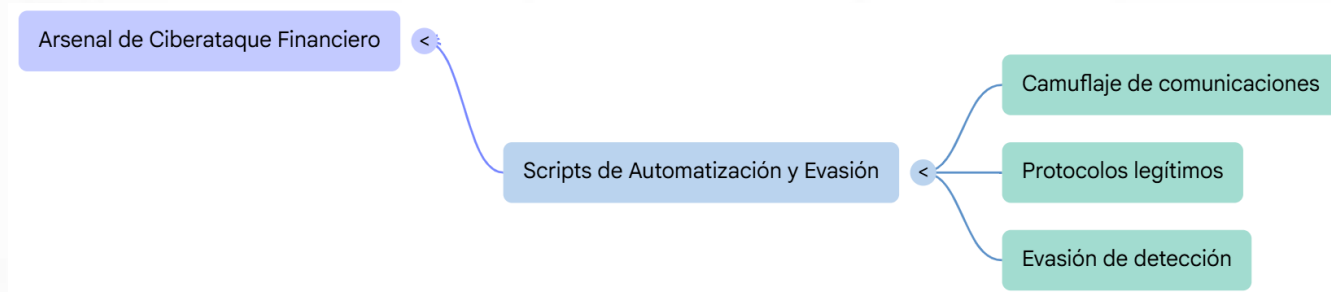 Arsenal de Ciberataque Financiero
<
Scripts de Automatización y Evasión
<
Camuflaje de comunicaciones
Protocolos legítimos
Evasión de detección